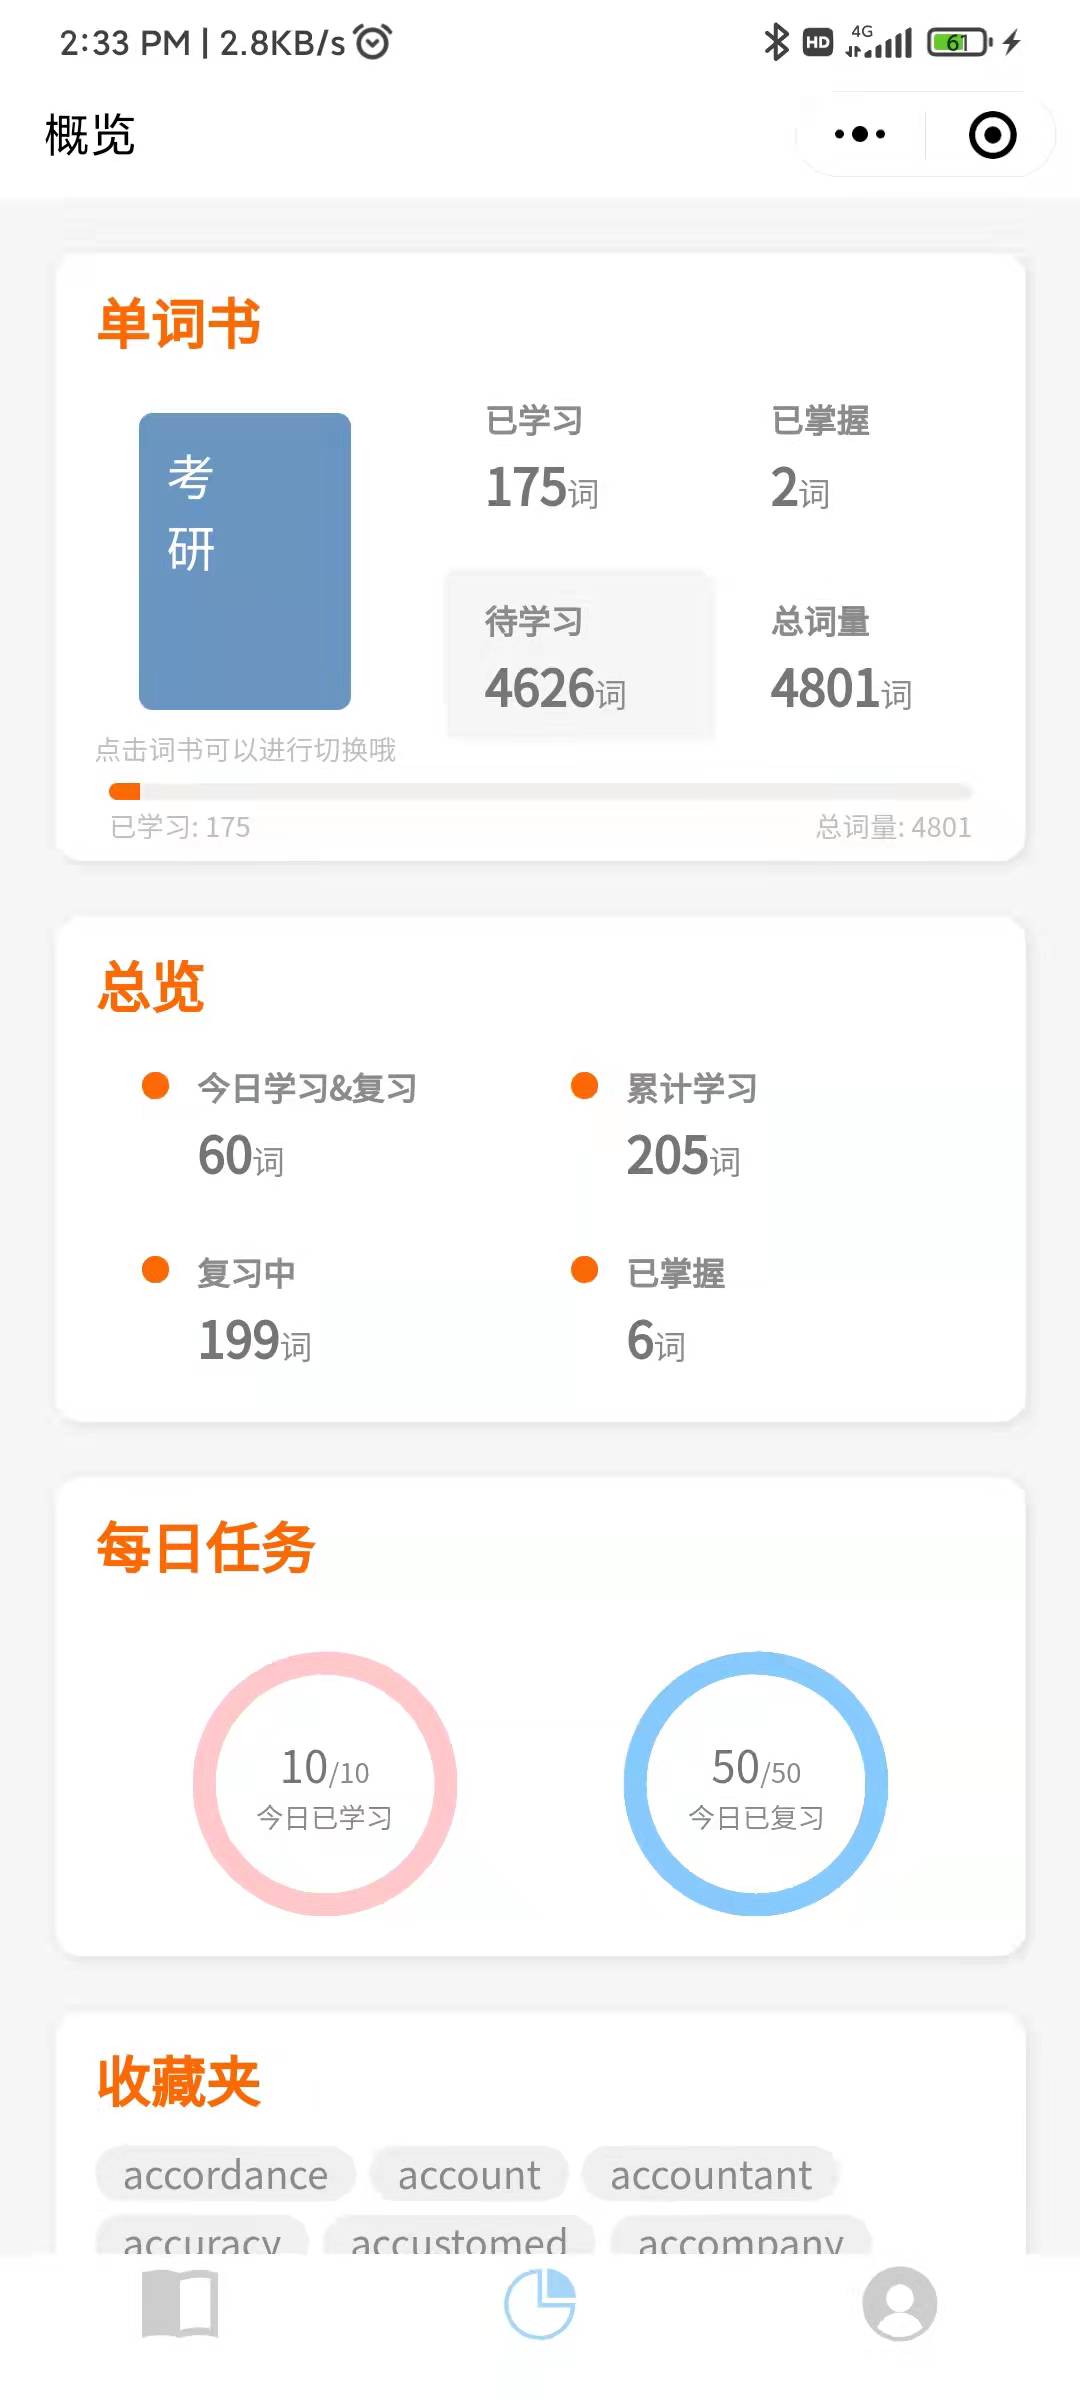 2:33 PM | 2.8KB/s HD 4G 61
概览
单词书
考
研
已学习 已掌握
175词 2词
待学习 总词量
4626词 4801词
点击词书可以进行切换哦
已学习: 175 总词量: 4801
总览
今日学习&复习 累计学习
60词 205词
复习中 已掌握
199词 6词
每日任务
10/10 50/50
今日已学习 今日已复习
收藏夹
accordance account accountant
accuracy accustomed accompany